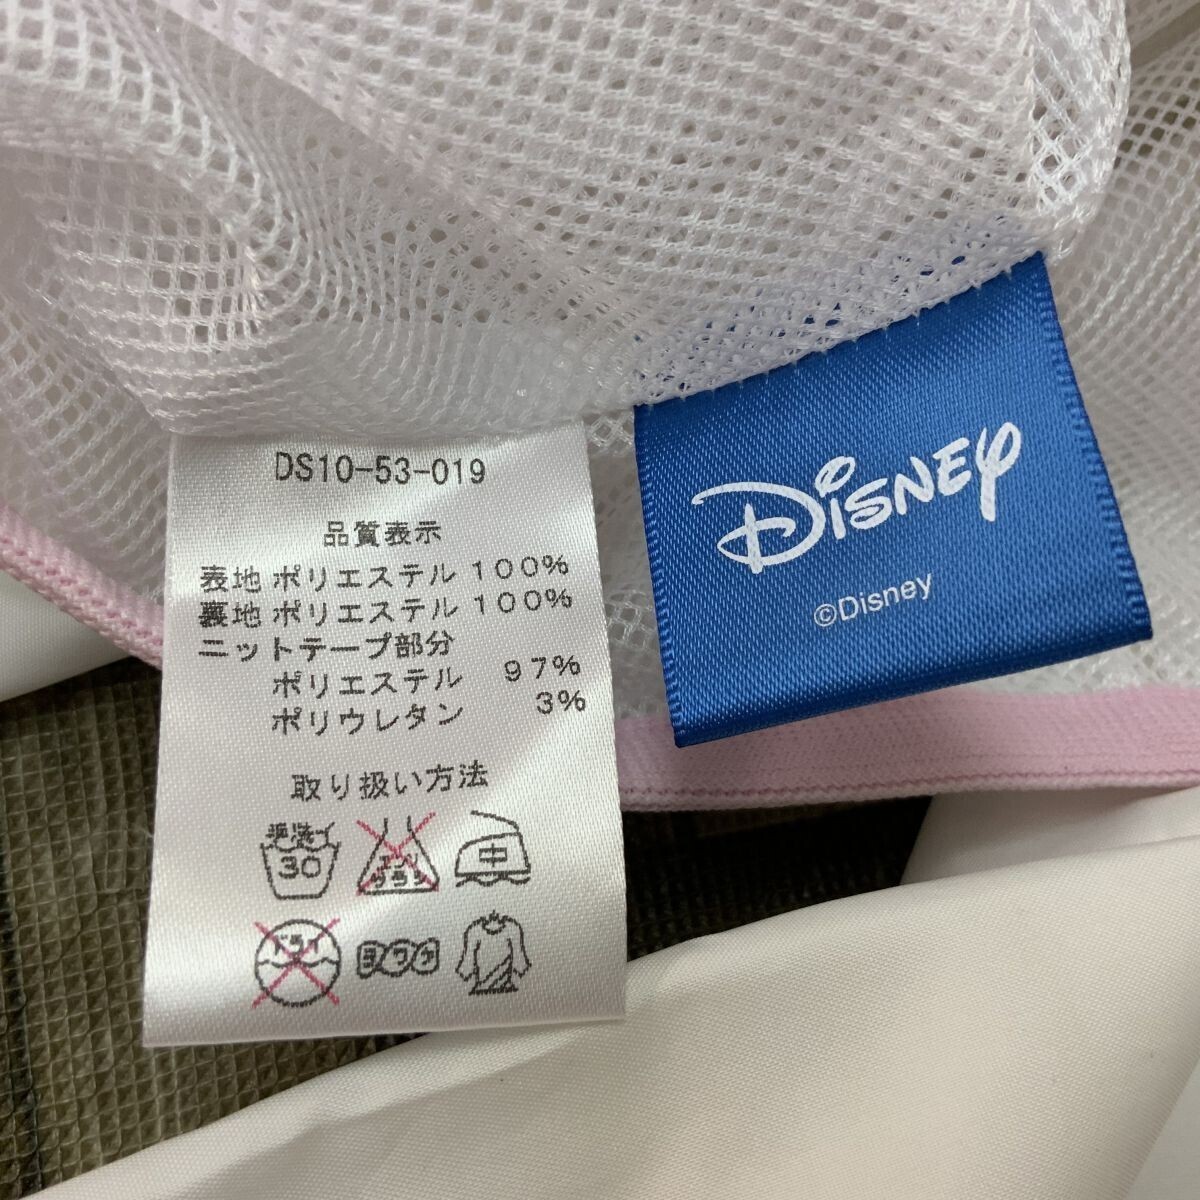 DS10-53-019
品質表示
表地 ポリエステル 100%
裏地 ポリエステル 100%
ニットテープ部分
ポリエステル 97%
ポリウレタン 3%
取り扱い方法
弱洗イ
30
エンソ
サラシ
中
ドライ
ヨワク
Disney
©Disney